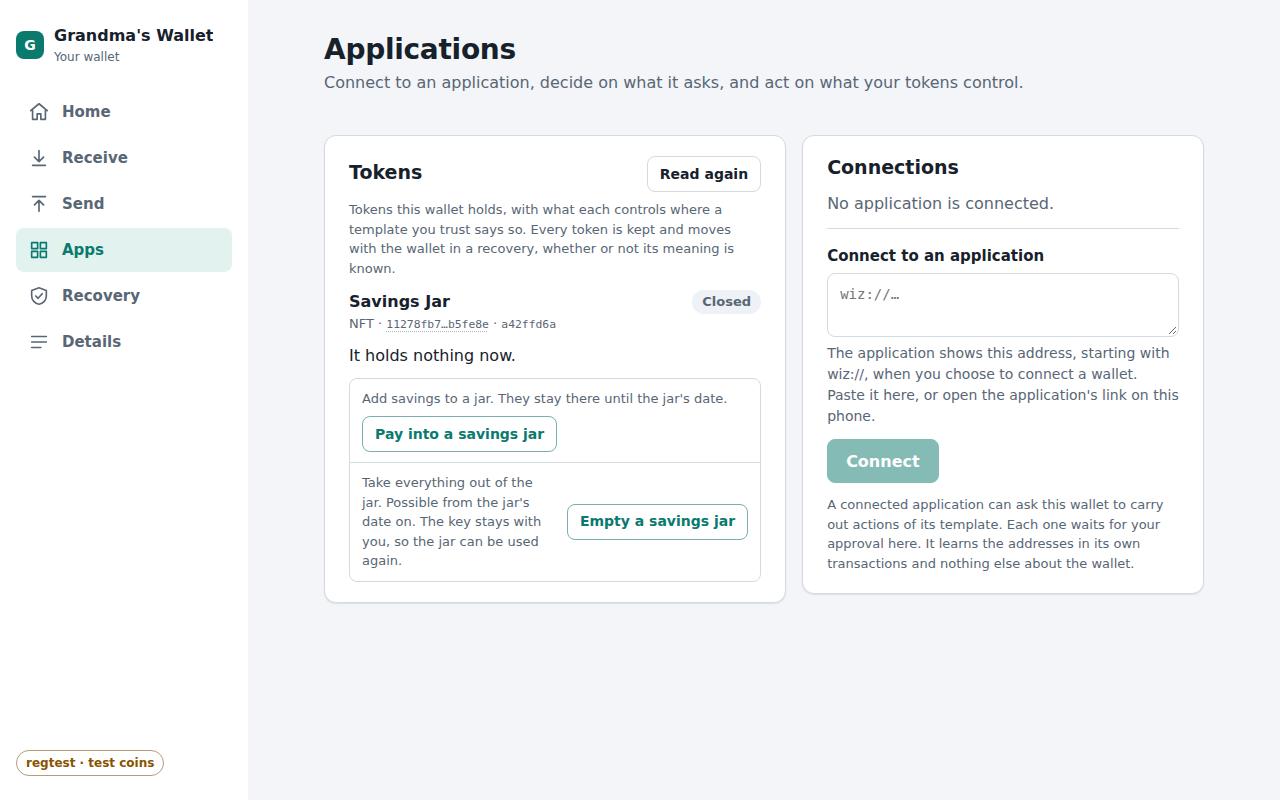 G
Grandma's Wallet
Your wallet
Home
Receive
Send
Apps
Recovery
Details
regtest · test coins
Applications
Connect to an application, decide on what it asks, and act on what your tokens control.
Tokens
Read again
Tokens this wallet holds, with what each controls where a
template you trust says so. Every token is kept and moves
with the wallet in a recovery, whether or not its meaning is
known.
Savings Jar
Closed
NFT · 11278fb7…b5fe8e · a42ffd6a
It holds nothing now.
Add savings to a jar. They stay there until the jar's date.
Pay into a savings jar
Take everything out of the
jar. Possible from the jar's
date on. The key stays with
you, so the jar can be used
again.
Empty a savings jar
Connections
No application is connected.
Connect to an application
wiz://…
The application shows this address, starting with
wiz://, when you choose to connect a wallet.
Paste it here, or open the application's link on this
phone.
Connect
A connected application can ask this wallet to carry
out actions of its template. Each one waits for your
approval here. It learns the addresses in its own
transactions and nothing else about the wallet.